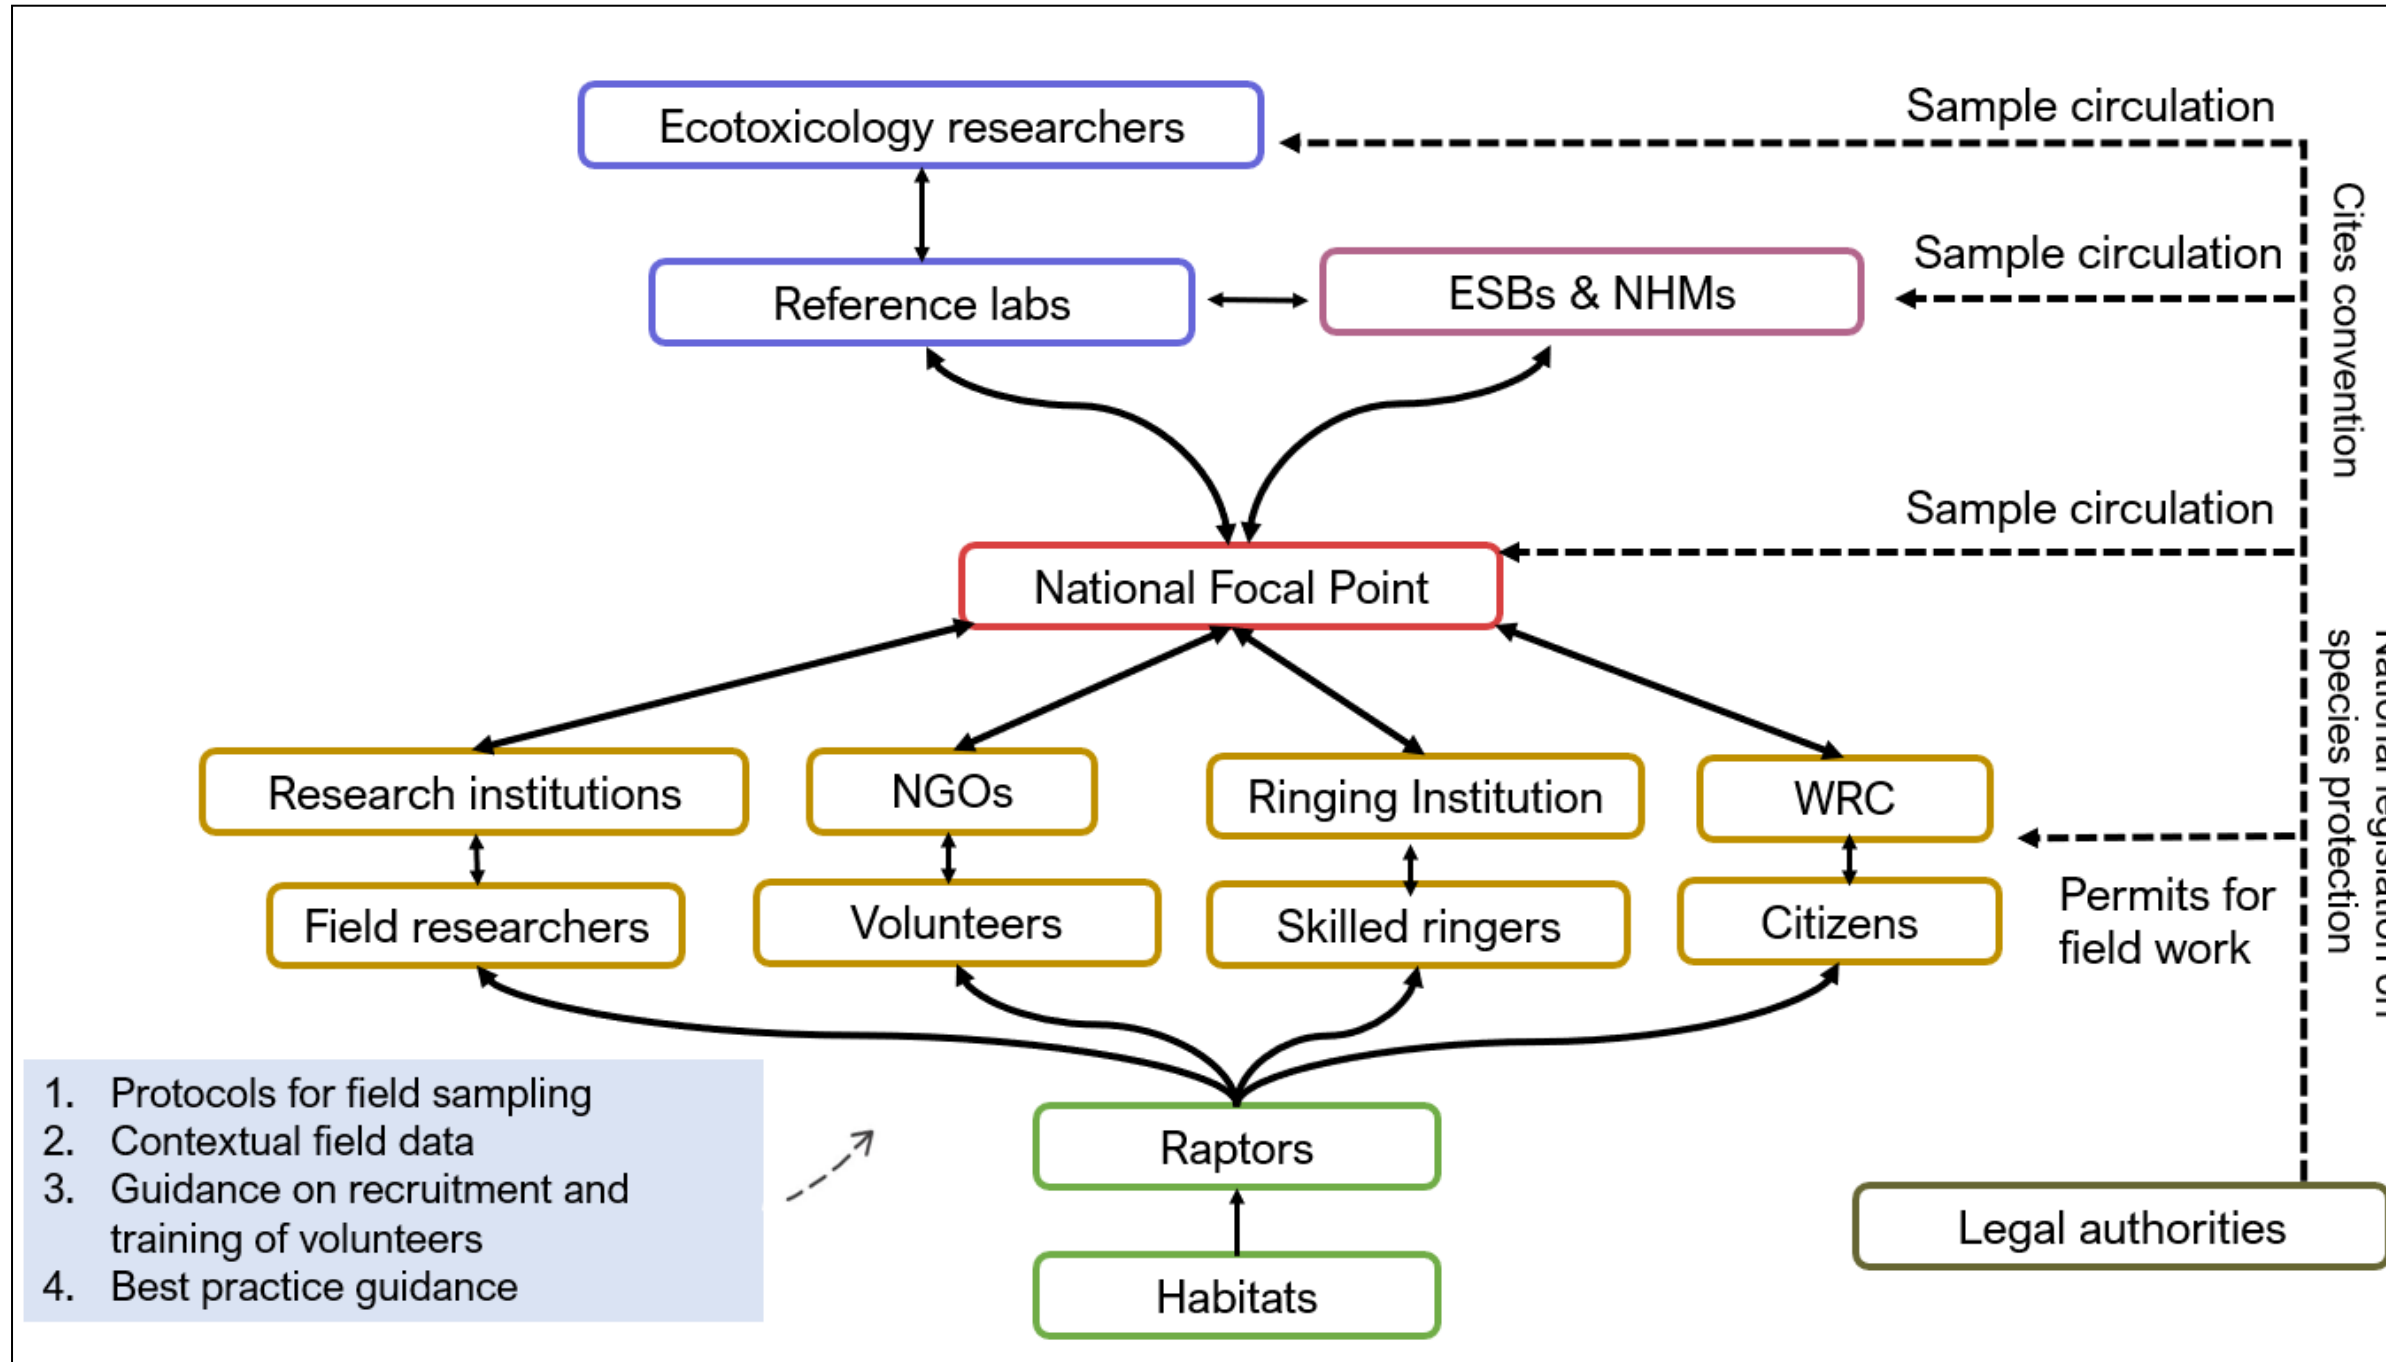 Ecotoxicology researchers
Sample circulation
Reference labs
ESBs & NHMs
Sample circulation
Cites convention
Sample circulation
National Focal Point
National legislation on
species protection
Research institutions
NGOs
Ringing Institution
WRC
Field researchers
Volunteers
Skilled ringers
Citizens
Permits for
field work
1. Protocols for field sampling
2. Contextual field data
3. Guidance on recruitment and
training of volunteers
4. Best practice guidance
Raptors
Habitats
Legal authorities